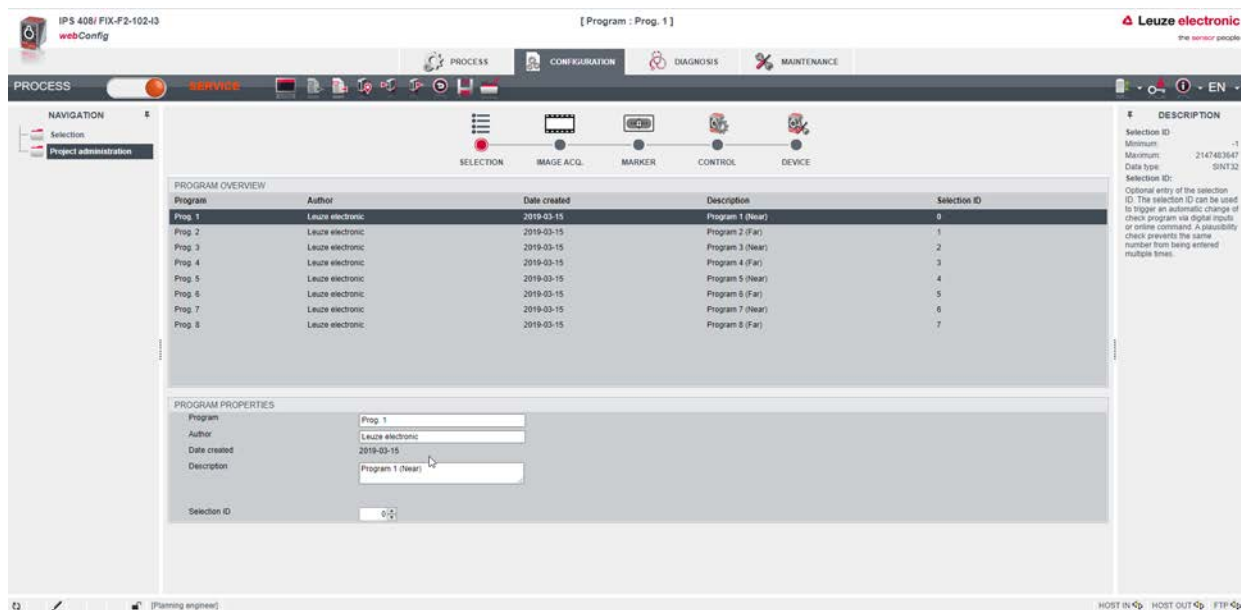 IPS 408i FIX-F2-102-I3
webConfig
[ Program : Prog. 1 ]
Leuze electronic
the sensor people
PROCESS
CONFIGURATION
DIAGNOSIS
MAINTENANCE
PROCESS
SERVICE
EN
NAVIGATION
Selection
Project administration
SELECTION
IMAGE ACQ.
MARKER
CONTROL
DEVICE
PROGRAM OVERVIEW
Program Author Date created Description Selection ID
Prog. 1 Leuze electronic 2019-03-15 Program 1 (Near) 0
Prog. 2 Leuze electronic 2019-03-15 Program 2 (Far) 1
Prog. 3 Leuze electronic 2019-03-15 Program 3 (Near) 2
Prog. 4 Leuze electronic 2019-03-15 Program 4 (Far) 3
Prog. 5 Leuze electronic 2019-03-15 Program 5 (Near) 4
Prog. 6 Leuze electronic 2019-03-15 Program 6 (Far) 5
Prog. 7 Leuze electronic 2019-03-15 Program 7 (Near) 6
Prog. 8 Leuze electronic 2019-03-15 Program 8 (Far) 7
PROGRAM PROPERTIES
Program Prog. 1
Author Leuze electronic
Date created 2019-03-15
Description Program 1 (Near)
Selection ID 0
DESCRIPTION
Selection ID
Minimum: -1
Maximum: 2147483647
Data type: SINT32
Selection ID:
Optional entry of the selection
ID. The selection ID can be used
to trigger an automatic change of
check program via digital inputs
or online command. A plausibility
check prevents the same
number from being entered
multiple times.
[Planning engineer]
HOST IN HOST OUT FTP